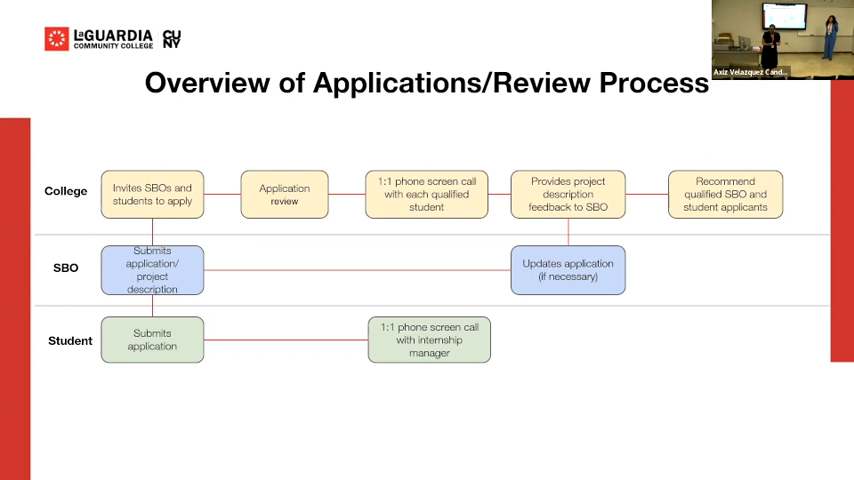 LAGUARDIA
COMMUNITY COLLEGE
CU
NY
Axiz Velazquez Cand...
Overview of Applications/Review Process
College
Invites SBOs and
students to apply
Application
review
1:1 phone screen call
with each qualified
student
Provides project
description
feedback to SBO
Recommend
qualified SBO and
student applicants
SBO
Submits
application/
project
description
Updates application
(if necessary)
Student
Submits
application
1:1 phone screen call
with internship
manager